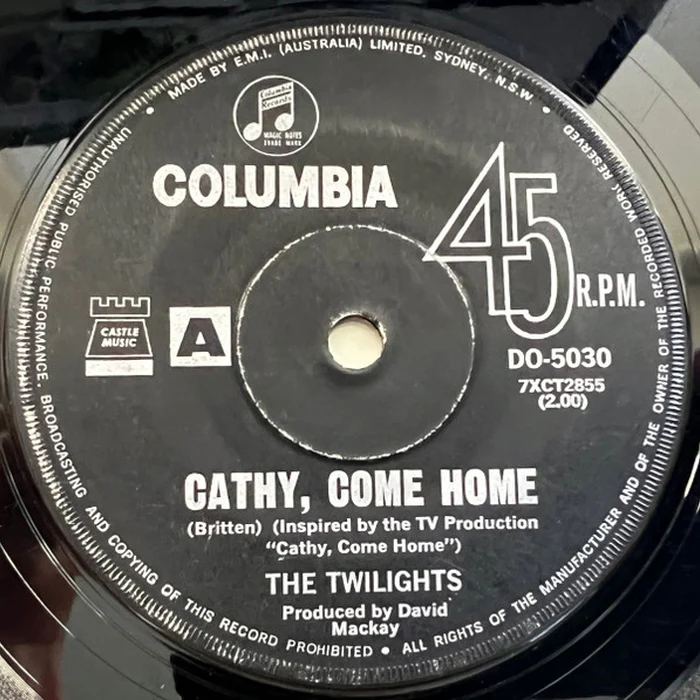 MADE BY E.M.I. (AUSTRALIA) LIMITED. SYDNEY. N.S.W.
Columbia
Records
MAGIC NOTES
TRADE MARK
COLUMBIA
45
R.P.M.
CASTLE
MUSIC
A
DO-5030
7XCT2855
(2.00)
CATHY, COME HOME
(Britten) (Inspired by the TV Production
"Cathy, Come Home")
THE TWILIGHTS
Produced by David
Mackay
UNAUTHORISED PUBLIC PERFORMANCE, BROADCASTING AND COPYING OF THIS RECORD PROHIBITED • ALL RIGHTS OF THE MANUFACTURER AND OF THE OWNER OF THE RECORDED WORK RESERVED